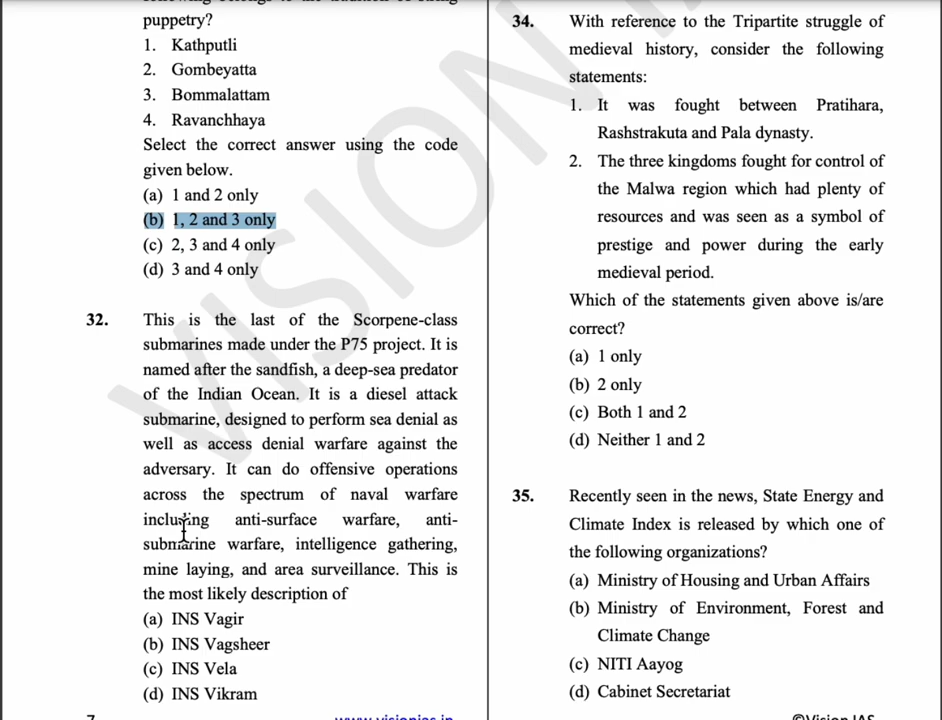 puppetry?
1. Kathputli
2. Gombeyatta
3. Bommalattam
4. Ravanchhaya
Select the correct answer using the code
given below.
(a) 1 and 2 only
(b) 1, 2 and 3 only
(c) 2, 3 and 4 only
(d) 3 and 4 only
32. This is the last of the Scorpene-class
submarines made under the P75 project. It is
named after the sandfish, a deep-sea predator
of the Indian Ocean. It is a diesel attack
submarine, designed to perform sea denial as
well as access denial warfare against the
adversary. It can do offensive operations
across the spectrum of naval warfare
including anti-surface warfare, anti-
submarine warfare, intelligence gathering,
mine laying, and area surveillance. This is
the most likely description of
(a) INS Vagir
(b) INS Vagsheer
(c) INS Vela
(d) INS Vikram
7 www.visionias.in
34. With reference to the Tripartite struggle of
medieval history, consider the following
statements:
1. It was fought between Pratihara,
Rashstrakuta and Pala dynasty.
2. The three kingdoms fought for control of
the Malwa region which had plenty of
resources and was seen as a symbol of
prestige and power during the early
medieval period.
Which of the statements given above is/are
correct?
(a) 1 only
(b) 2 only
(c) Both 1 and 2
(d) Neither 1 and 2
35. Recently seen in the news, State Energy and
Climate Index is released by which one of
the following organizations?
(a) Ministry of Housing and Urban Affairs
(b) Ministry of Environment, Forest and
Climate Change
(c) NITI Aayog
(d) Cabinet Secretariat
©Vision IAS
VISION IA